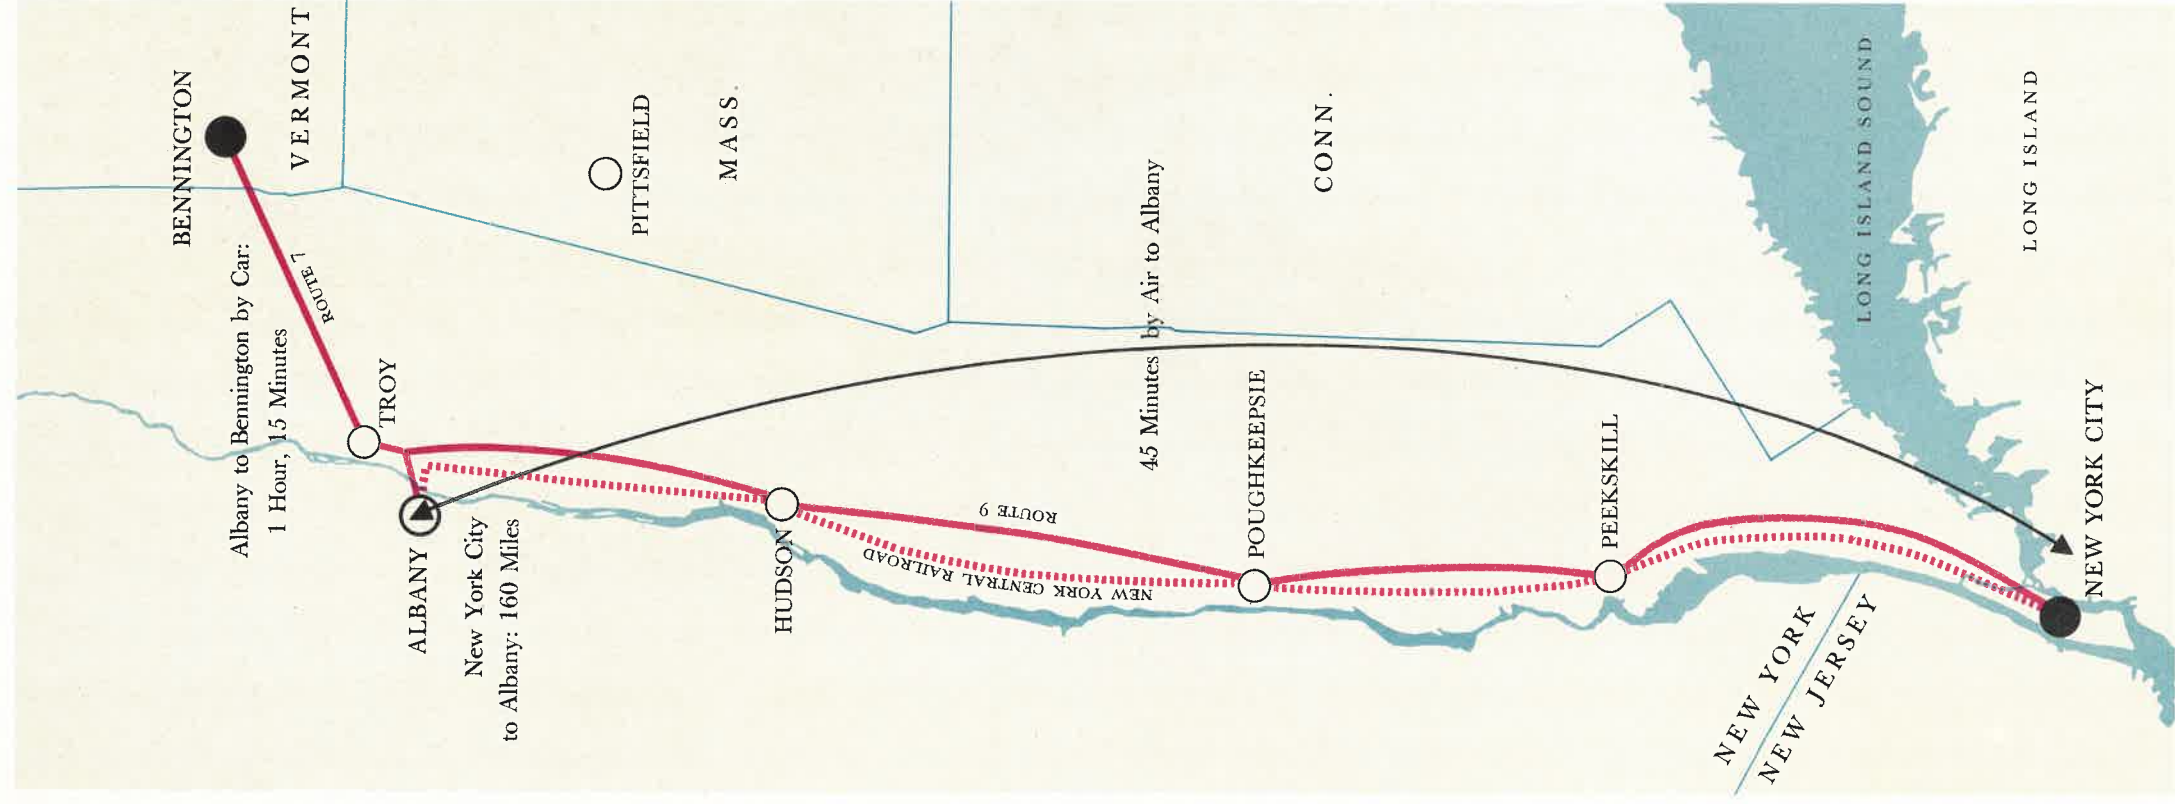 BENNINGTON
VERMONT
Albany to Bennington by Car:
1 Hour, 15 Minutes
ROUTE 7
TROY
ALBANY
New York City
to Albany: 160 Miles
PITTSFIELD
MASS.
HUDSON
ROUTE 9
NEW YORK CENTRAL RAILROAD
45 Minutes by Air to Albany
POUGHKEEPSIE
CONN.
PEEKSKILL
NEW YORK
NEW JERSEY
LONG ISLAND SOUND
LONG ISLAND
NEW YORK CITY